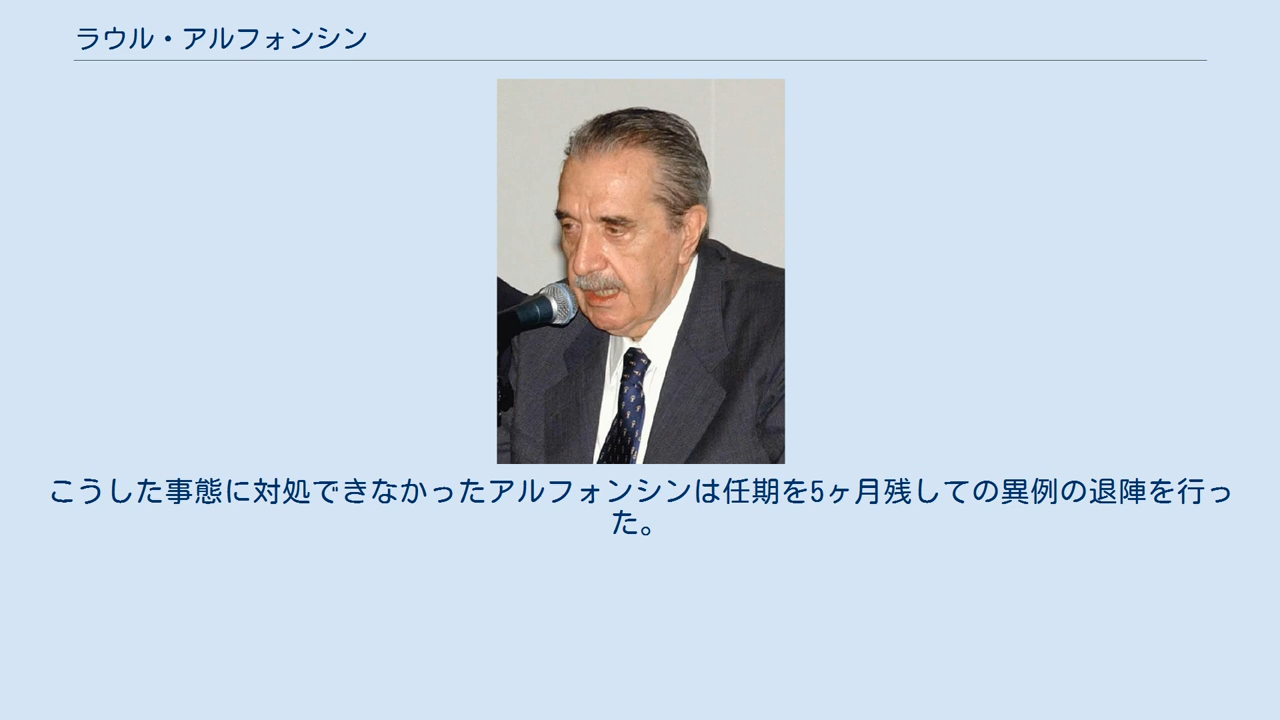 ラウル・アルフォンシン
こうした事態に対処できなかったアルフォンシンは任期を5ヶ月残しての異例の退陣を行っ
た。